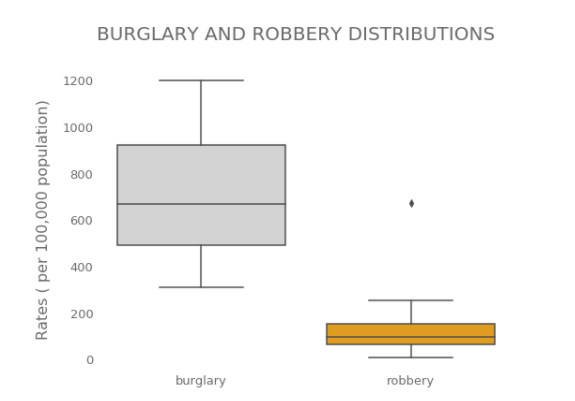 BURGLARY AND ROBBERY DISTRIBUTIONS
Rates ( per 100,000 population)
1200
1000
800
600
400
200
0
burglary
robbery